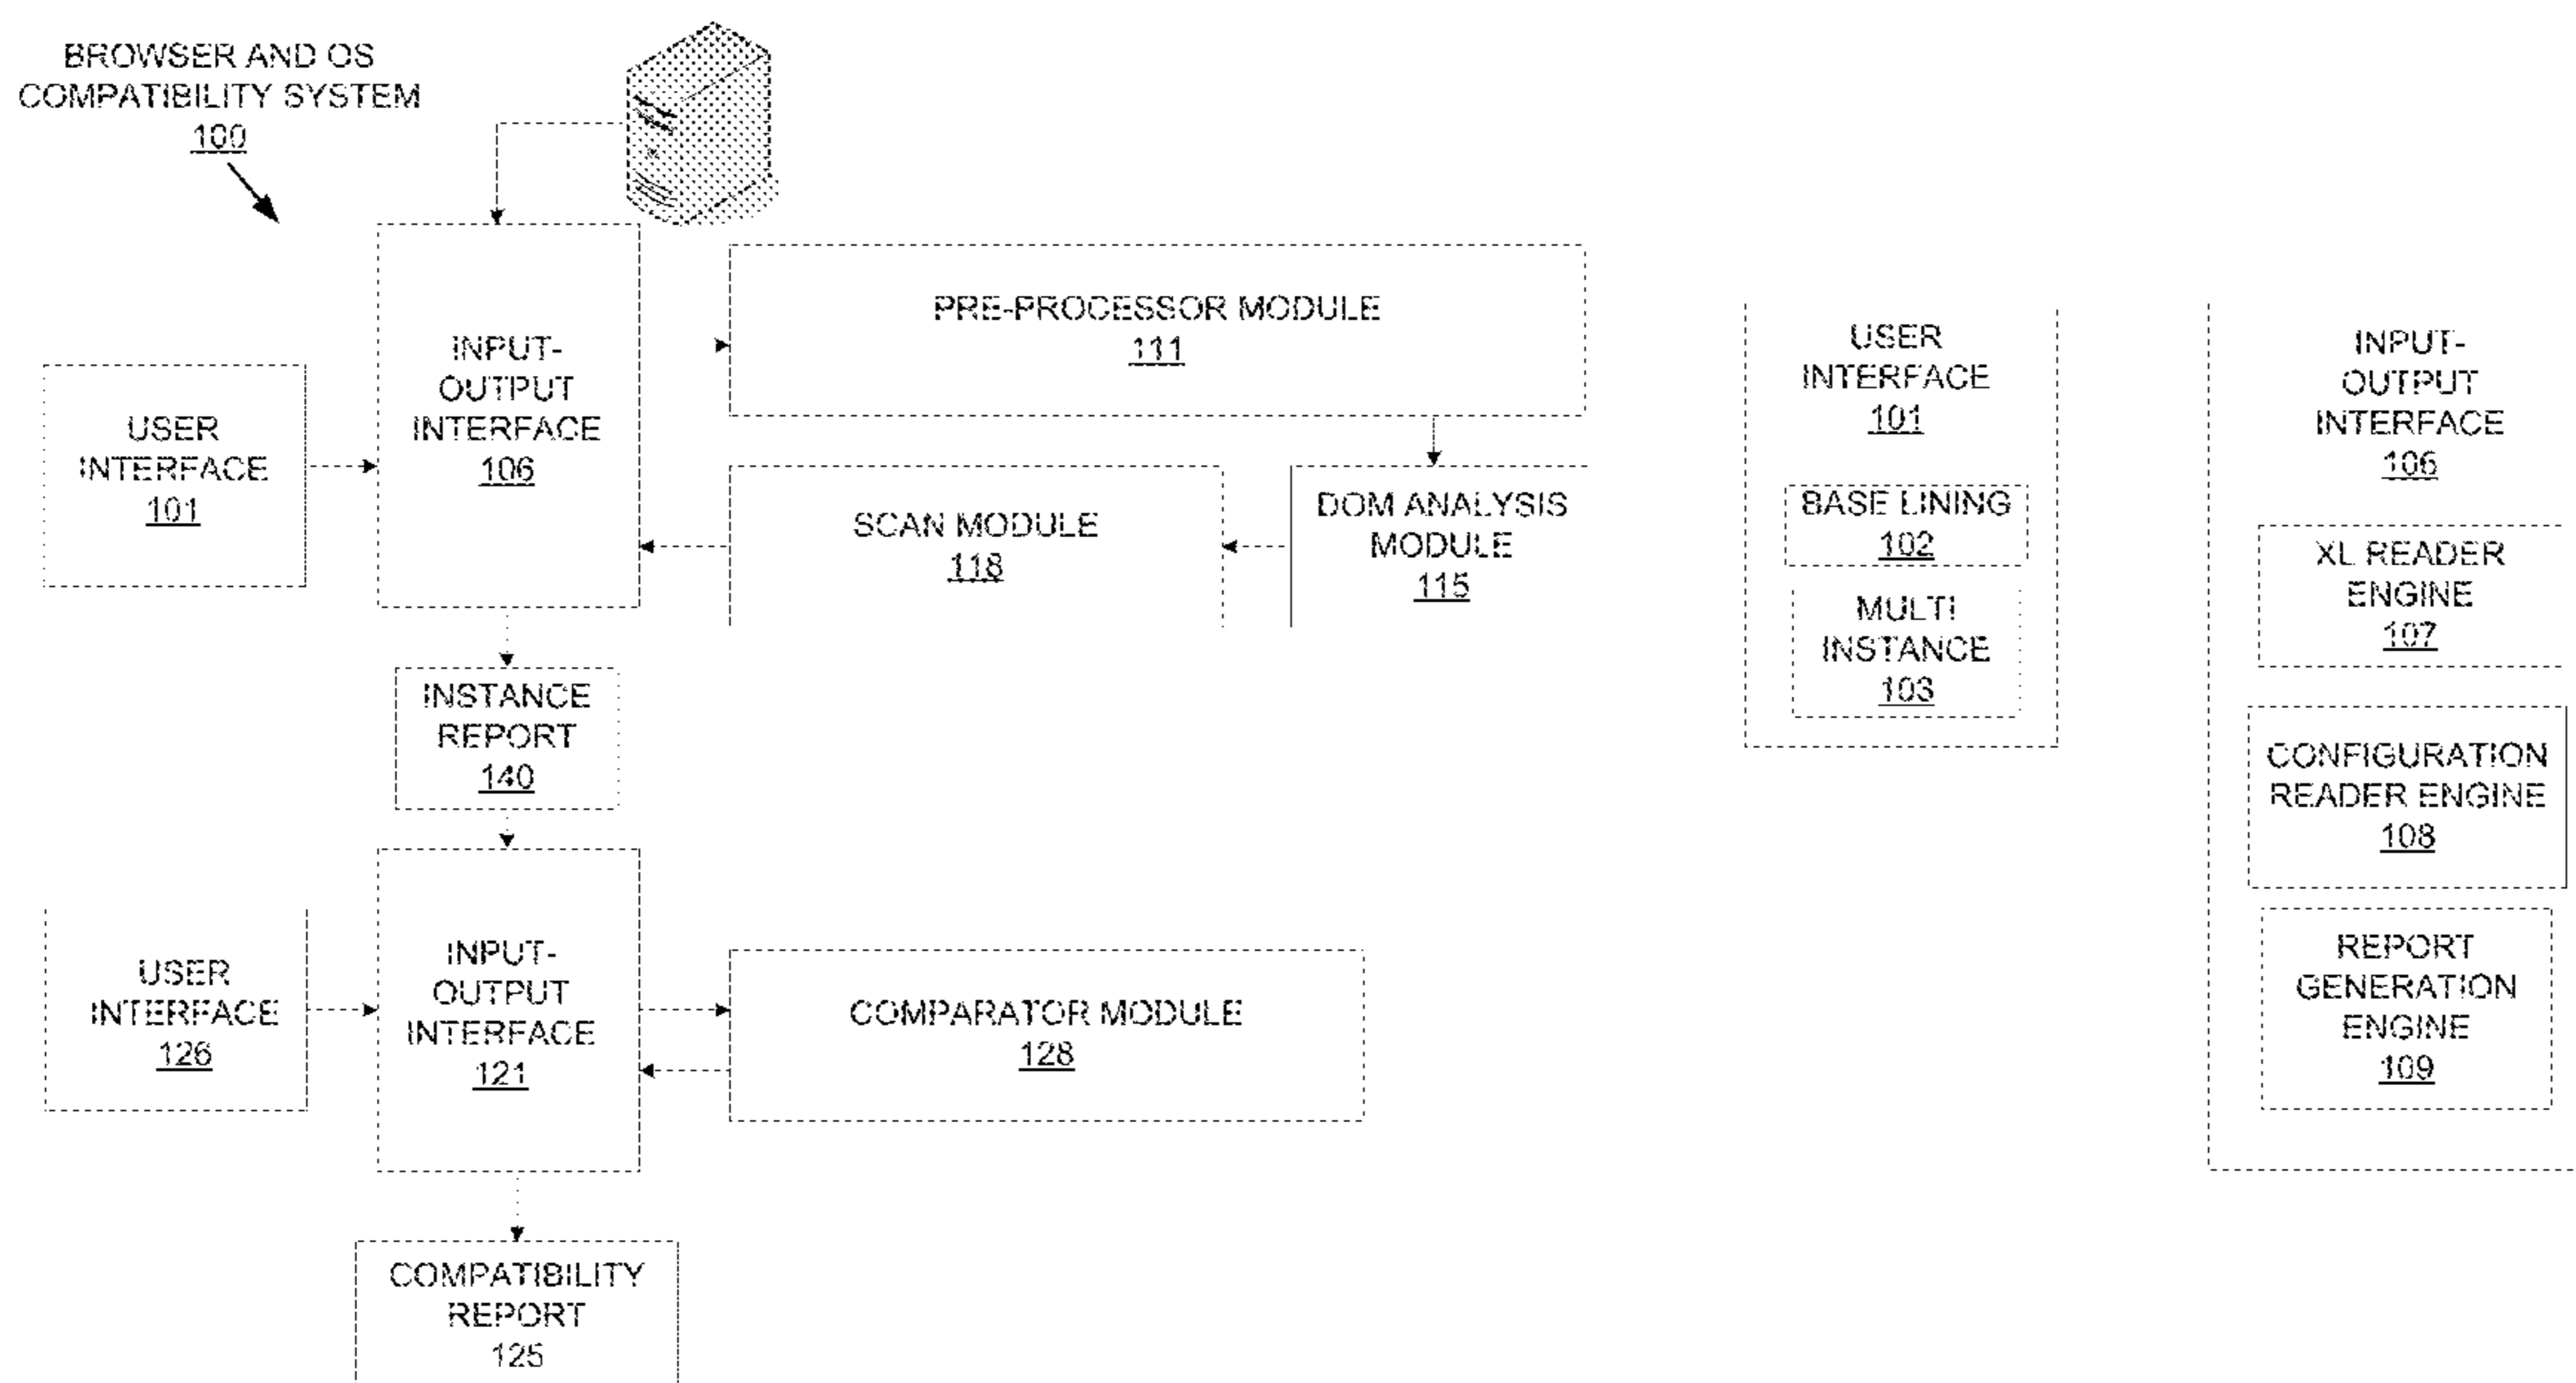 BROWSER AND OS
COMPATIBILITY SYSTEM
100
INPUT-
OUTPUT
INTERFACE
106
USER
INTERFACE
101
PRE-PROCESSOR MODULE
111
SCAN MODULE
118
DOM ANALYSIS
MODULE
115
INSTANCE
REPORT
140
USER
INTERFACE
126
INPUT-
OUTPUT
INTERFACE
121
COMPARATOR MODULE
128
COMPATIBILITY
REPORT
125
USER
INTERFACE
101
BASE LINING
102
MULTI
INSTANCE
103
INPUT-
OUTPUT
INTERFACE
106
XL READER
ENGINE
107
CONFIGURATION
READER ENGINE
108
REPORT
GENERATION
ENGINE
109